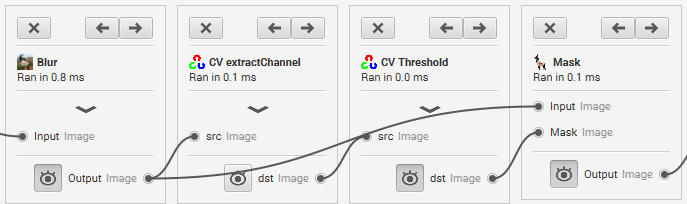 Blur
Ran in 0.8 ms
Input Image
Output Image
CV extractChannel
Ran in 0.1 ms
src Image
dst Image
CV Threshold
Ran in 0.0 ms
src Image
dst Image
Mask
Ran in 0.1 ms
Input Image
Mask Image
Output Image